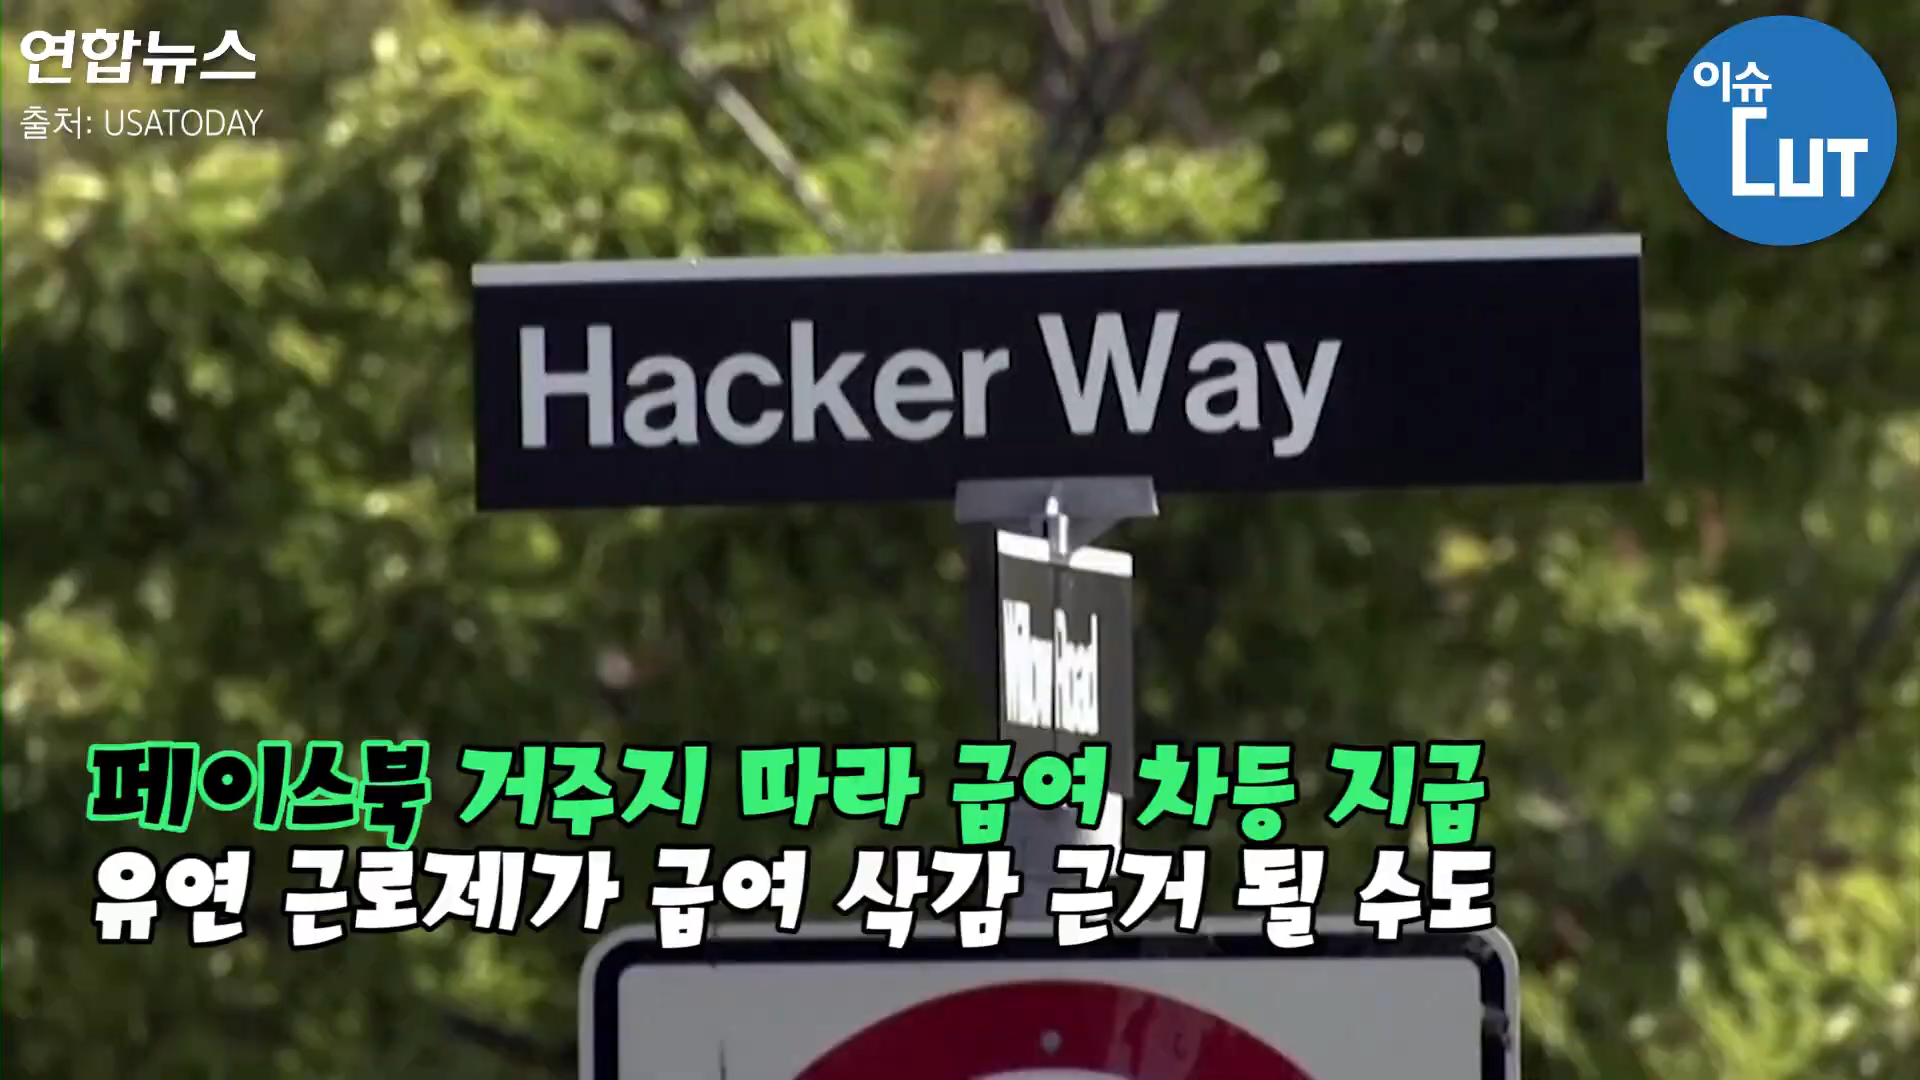 연합뉴스
출처: USATODAY
이슈
CUT
Hacker Way
Willow Road
페이스북 거주지 따라 급여 차등 지급
유연 근로제가 급여 삭감 근거 될 수도